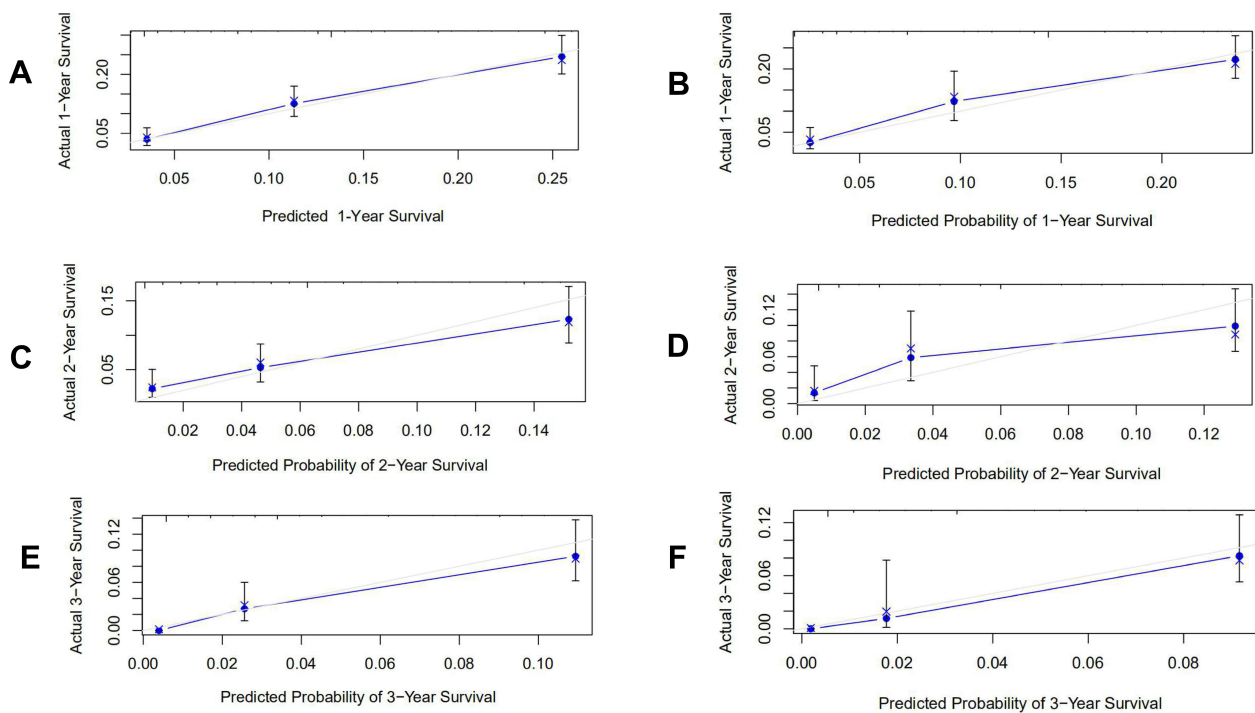 A
Actual 1-Year Survival
0.05 0.20
0.05 0.10 0.15 0.20 0.25
Predicted 1-Year Survival
B
Actual 1-Year Survival
0.05 0.20
0.05 0.10 0.15 0.20
Predicted Probability of 1-Year Survival
C
Actual 2-Year Survival
0.05 0.15
0.02 0.04 0.06 0.08 0.10 0.12 0.14
Predicted Probability of 2-Year Survival
D
Actual 2-Year Survival
0.00 0.06 0.12
0.00 0.02 0.04 0.06 0.08 0.10 0.12
Predicted Probability of 2-Year Survival
E
Actual 3-Year Survival
0.00 0.06 0.12
0.00 0.02 0.04 0.06 0.08 0.10
Predicted Probability of 3-Year Survival
F
Actual 3-Year Survival
0.00 0.06 0.12
0.00 0.02 0.04 0.06 0.08
Predicted Probability of 3-Year Survival